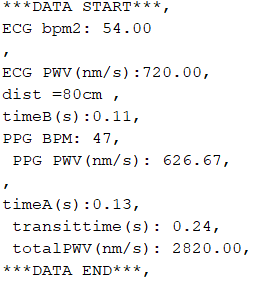 ***DATA START***,
ECG bpm2: 54.00
,
ECG PWV(nm/s):720.00,
dist =80cm ,
timeB(s):0.11,
PPG BPM: 47,
PPG PWV(nm/s): 626.67,
,
timeA(s):0.13,
transittime(s): 0.24,
totalPWV(nm/s): 2820.00,
***DATA END***,